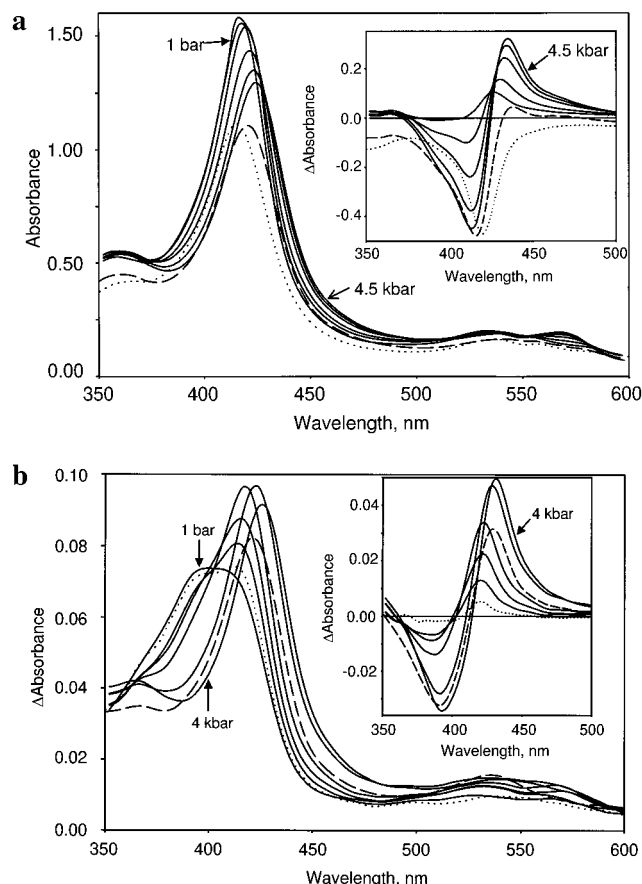 a
1.50
1.00
0.50
0.00
Absorbance
350 400 450 500 550 600
Wavelength, nm
1 bar
4.5 kbar
0.2
0.0
-0.2
-0.4
ΔAbsorbance
350 400 450 500
Wavelength, nm
4.5 kbar
b
0.10
0.08
0.06
0.04
0.02
0.00
ΔAbsorbance
350 400 450 500 550 600
Wavelength, nm
1 bar
4 kbar
0.04
0.02
0.00
-0.02
ΔAbsorbance
350 400 450 500
Wavelength, nm
4 kbar